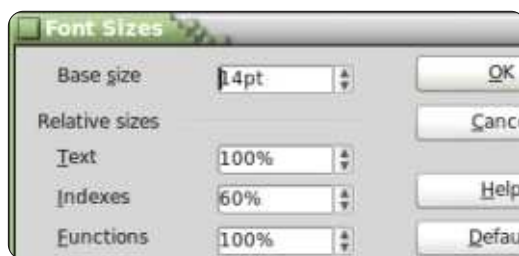 Font Sizes
Base size 14pt OK
Relative sizes Canc
Text 100%
Indexes 60% Help
Functions 100% Defau